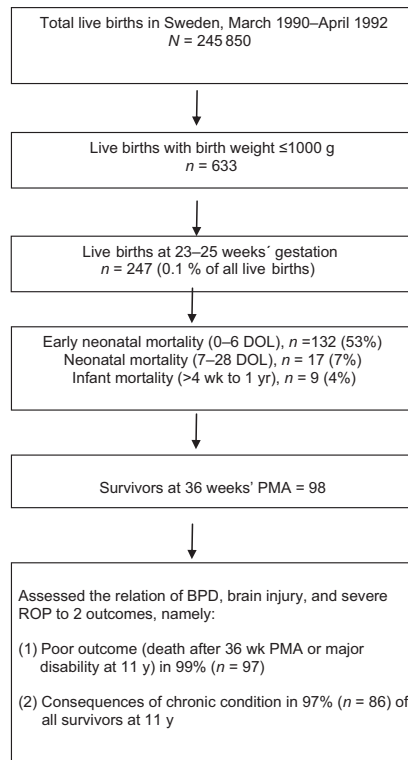 Total live births in Sweden, March 1990–April 1992
N = 245 850
Live births with birth weight ≤1000 g
n = 633
Live births at 23–25 weeks´ gestation
n = 247 (0.1 % of all live births)
Early neonatal mortality (0–6 DOL), n =132 (53%)
Neonatal mortality (7–28 DOL), n = 17 (7%)
Infant mortality (>4 wk to 1 yr), n = 9 (4%)
Survivors at 36 weeks’ PMA = 98
Assessed the relation of BPD, brain injury, and severe
ROP to 2 outcomes, namely:
(1) Poor outcome (death after 36 wk PMA or major
disability at 11 y) in 99% (n = 97)
(2) Consequences of chronic condition in 97% (n = 86) of
all survivors at 11 y